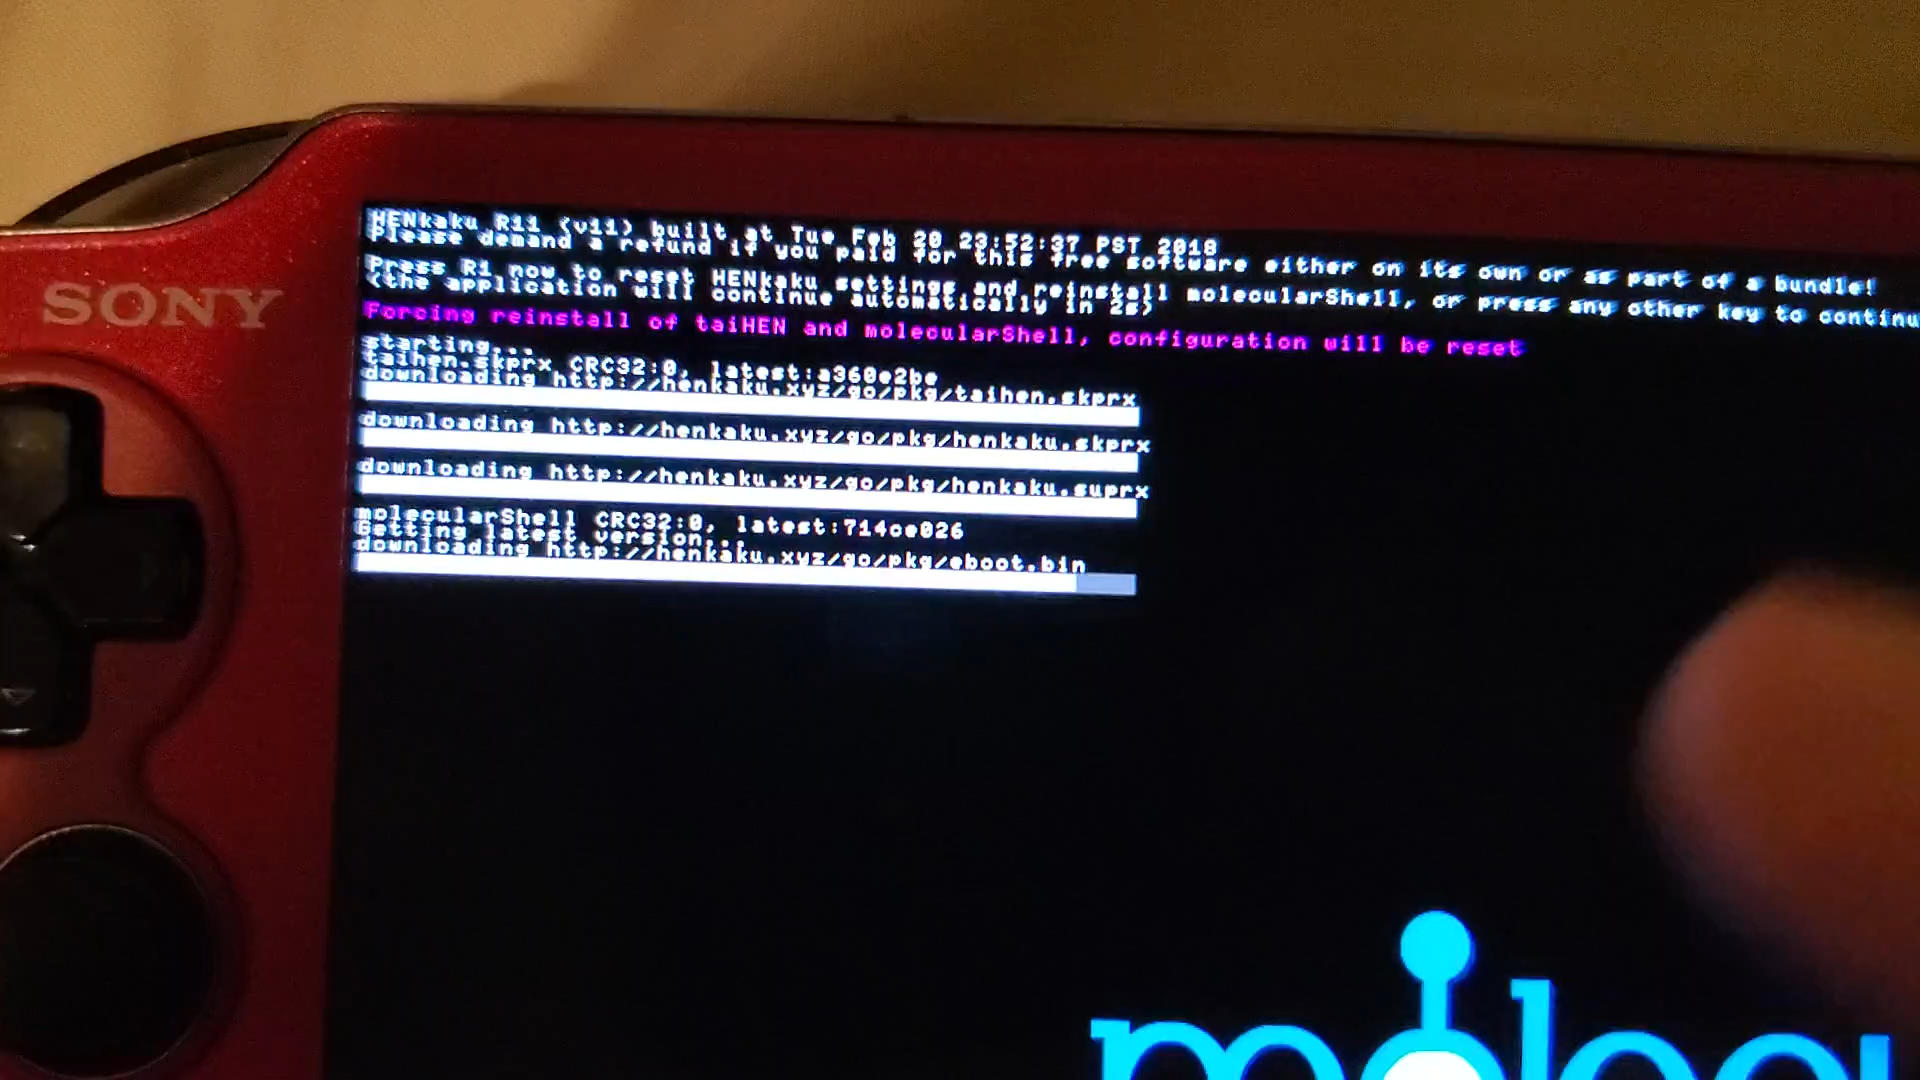 SONY
HENkaku R11 (v11) built at Tue Feb 20 23:52:37 PST 2018
Please demand a refund if you paid for this free software either on its own or as part of a bundle!
Press R1 now to reset HENkaku settings and reinstall molecularShell, or press any other key to continu
(the application will continue automatically in 2s)
Forcing reinstall of taiHEN and molecularShell, configuration will be reset
starting...
taihen.skprx CRC32:0, latest:a360e2be
downloading http://henkaku.xyz/go/pkg/taihen.skprx
downloading http://henkaku.xyz/go/pkg/henkaku.skprx
downloading http://henkaku.xyz/go/pkg/henkaku.suprx
molecularShell CRC32:0, latest:714ce026
Getting latest version...
downloading http://henkaku.xyz/go/pkg/eboot.bin
molecu